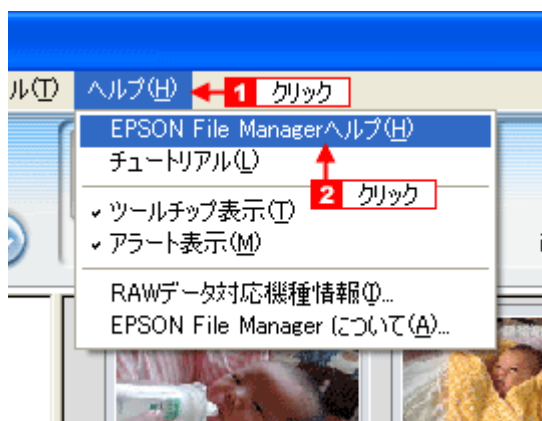 ル(T) ヘルプ(H) 1 クリック
EPSON File Managerヘルプ(H)
チュートリアル(L)
2 クリック
ツールチップ表示(T)
アラート表示(M)
RAWデータ対応機種情報(I)...
EPSON File Manager について(A)...